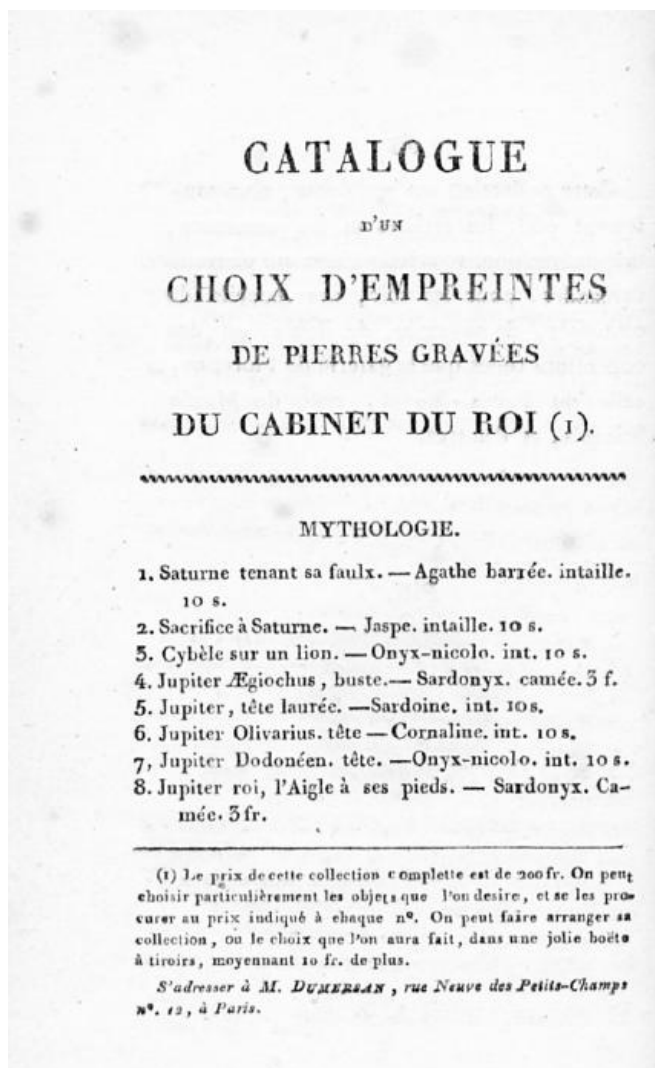 CATALOGUE
D'UN
CHOIX D'EMPREINTES
DE PIERRES GRAVÉES
DU CABINET DU ROI (1).
MYTHOLOGIE.
1. Saturne tenant sa faulx. — Agathe barrée. intaille.
10 s.
2. Sacrifice à Saturne. — Jaspe. intaille. 10 s.
3. Cybèle sur un lion. — Onyx-nicolo. int. 10 s.
4. Jupiter Ægiochus, buste. — Sardonyx. camée. 3 f.
5. Jupiter, tête laurée. — Sardoine. int. 10 s.
6. Jupiter Olivarius. tête — Cornaline. int. 10 s.
7, Jupiter Dodonéen. tête. — Onyx-nicolo. int. 10 s.
8. Jupiter roi, l'Aigle à ses pieds. — Sardonyx. Ca-
mée. 3 fr.
(1) Le prix de cette collection complette est de 200 fr. On peut
choisir particulièrement les objets que l'on desire, et se les pro-
curer au prix indiqué à chaque nº. On peut faire arranger sa
collection, ou le choix que l'on aura fait, dans une jolie boëte
à tiroirs, moyennant 10 fr. de plus.
S'adresser à M. DUMERSAN, rue Neuve des Petits-Champs
nº. 12, à Paris.